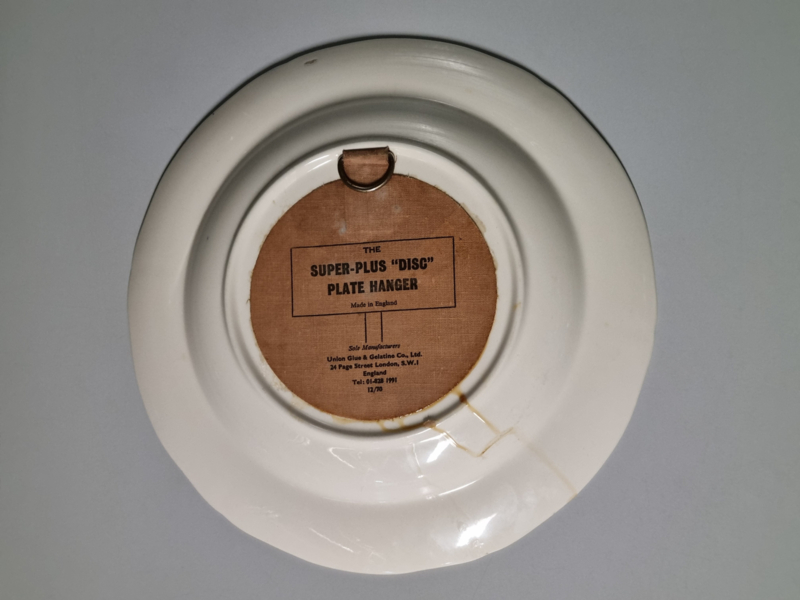 THE
SUPER-PLUS "DISC"
PLATE HANGER
Made in England
Sole Manufacturers
Union Glue & Gelatine Co., Ltd.
24 Page Street London, S.W.1
England
Tel: 01-828 1991
12/70